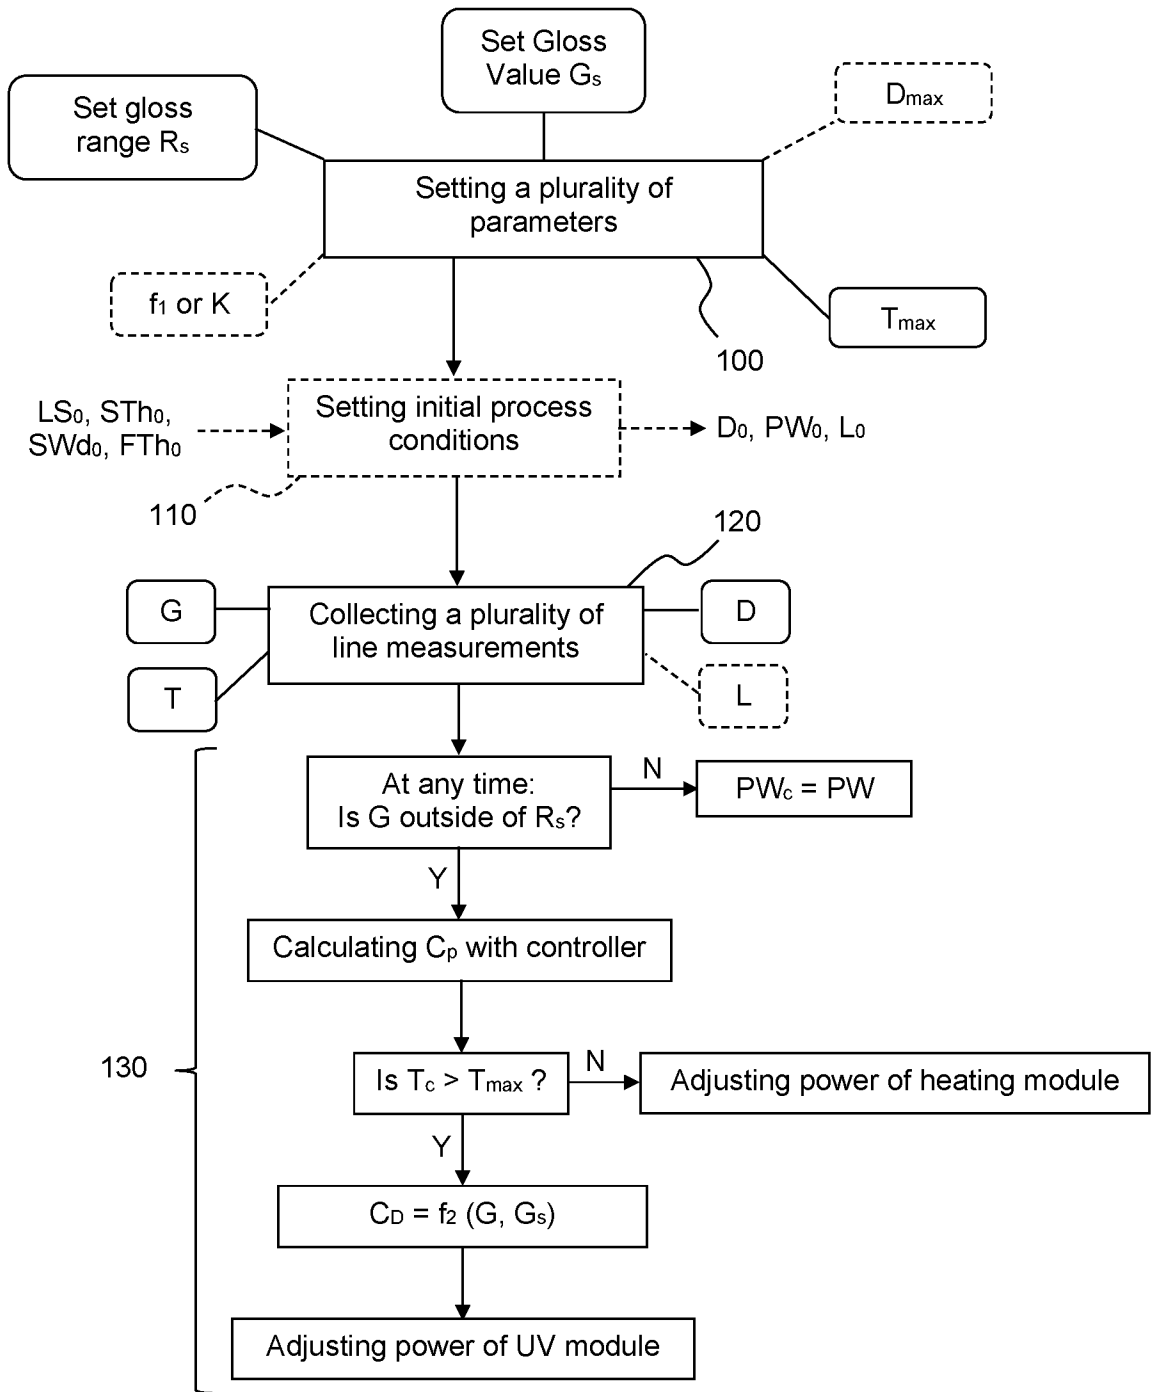 Set Gloss
Value Gs
Dmax
Set gloss
range Rs
Setting a plurality of
parameters
f1 or K
Tmax
100
LS0, STh0,
SWd0, FTh0
Setting initial process
conditions
D0, PW0, L0
110
120
G
Collecting a plurality of
line measurements
D
T
L
At any time:
Is G outside of Rs?
N
PWc = PW
Y
Calculating Cp with controller
130
Is Tc > Tmax ?
N
Adjusting power of heating module
Y
CD = f2 (G, Gs)
Adjusting power of UV module